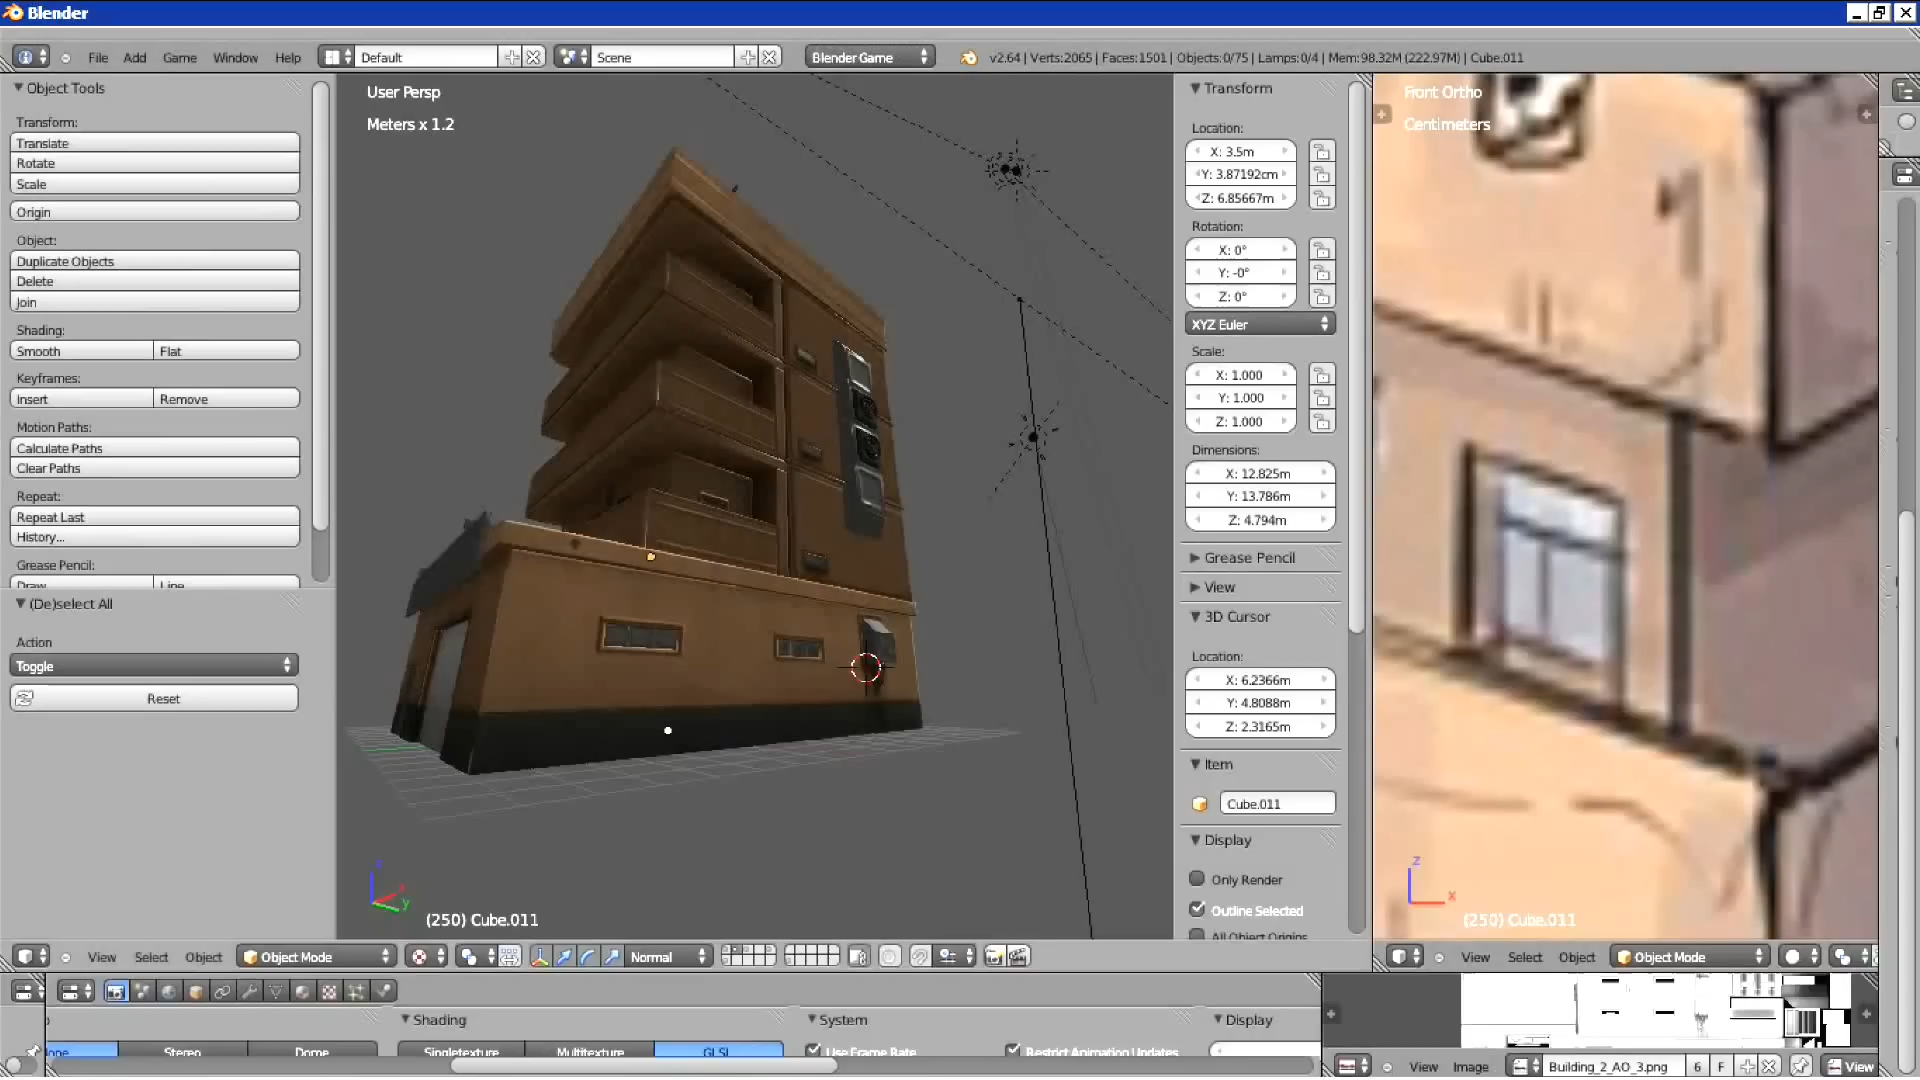 Blender
File Add Game Window Help Default Scene Blender Game v2.64 | Verts:2065 | Faces:1501 | Objects:0/75 | Lamps:0/4 | Mem:98.32M (222.97M) | Cube.011
Object Tools
Transform:
Translate
Rotate
Scale
Origin
Object:
Duplicate Objects
Delete
Join
Shading:
Smooth Flat
Keyframes:
Insert Remove
Motion Paths:
Calculate Paths
Clear Paths
Repeat:
Repeat Last
History...
Grease Pencil:
Draw Line
(De)select All
Action
Toggle
Reset
User Persp
Meters x 1.2
(250) Cube.011
View Select Object Object Mode Normal
Transform
Location:
X: 3.5m
Y: 3.87192cm
Z: 6.85667m
Rotation:
X: 0°
Y: -0°
Z: 0°
XYZ Euler
Scale:
X: 1.000
Y: 1.000
Z: 1.000
Dimensions:
X: 12.825m
Y: 13.786m
Z: 4.794m
Grease Pencil
View
3D Cursor
Location:
X: 6.2366m
Y: 4.8088m
Z: 2.3165m
Item
Cube.011
Display
Only Render
Outline Selected
All Object Origins
Front Ortho
Centimeters
z
x
(250) Cube.011
View Select Object Object Mode
Shading System Display
Stereo Dome Singletexture Multitexture GLSL Use Frame Rate Restrict Animation Updates
View Image Building_2_AO_3.png 6 F View